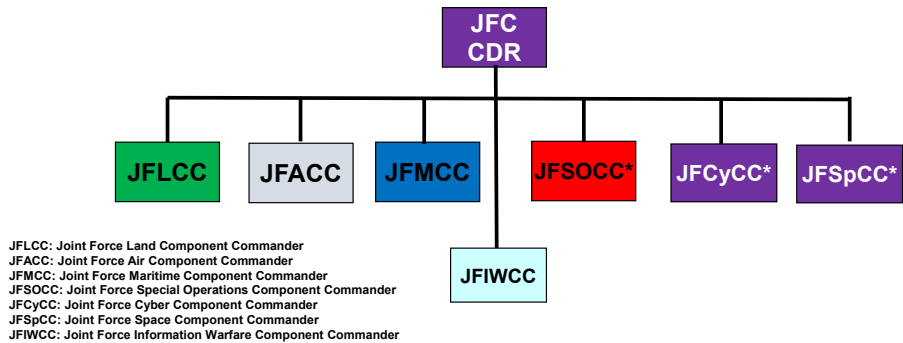 JFC
CDR
JFLCC
JFACC
JFMCC
JFSOCC*
JFCyCC*
JFSpCC*
JFIWCC
JFLCC: Joint Force Land Component Commander
JFACC: Joint Force Air Component Commander
JFMCC: Joint Force Maritime Component Commander
JFSOCC: Joint Force Special Operations Component Commander
JFCyCC: Joint Force Cyber Component Commander
JFSpCC: Joint Force Space Component Commander
JFIWCC: Joint Force Information Warfare Component Commander